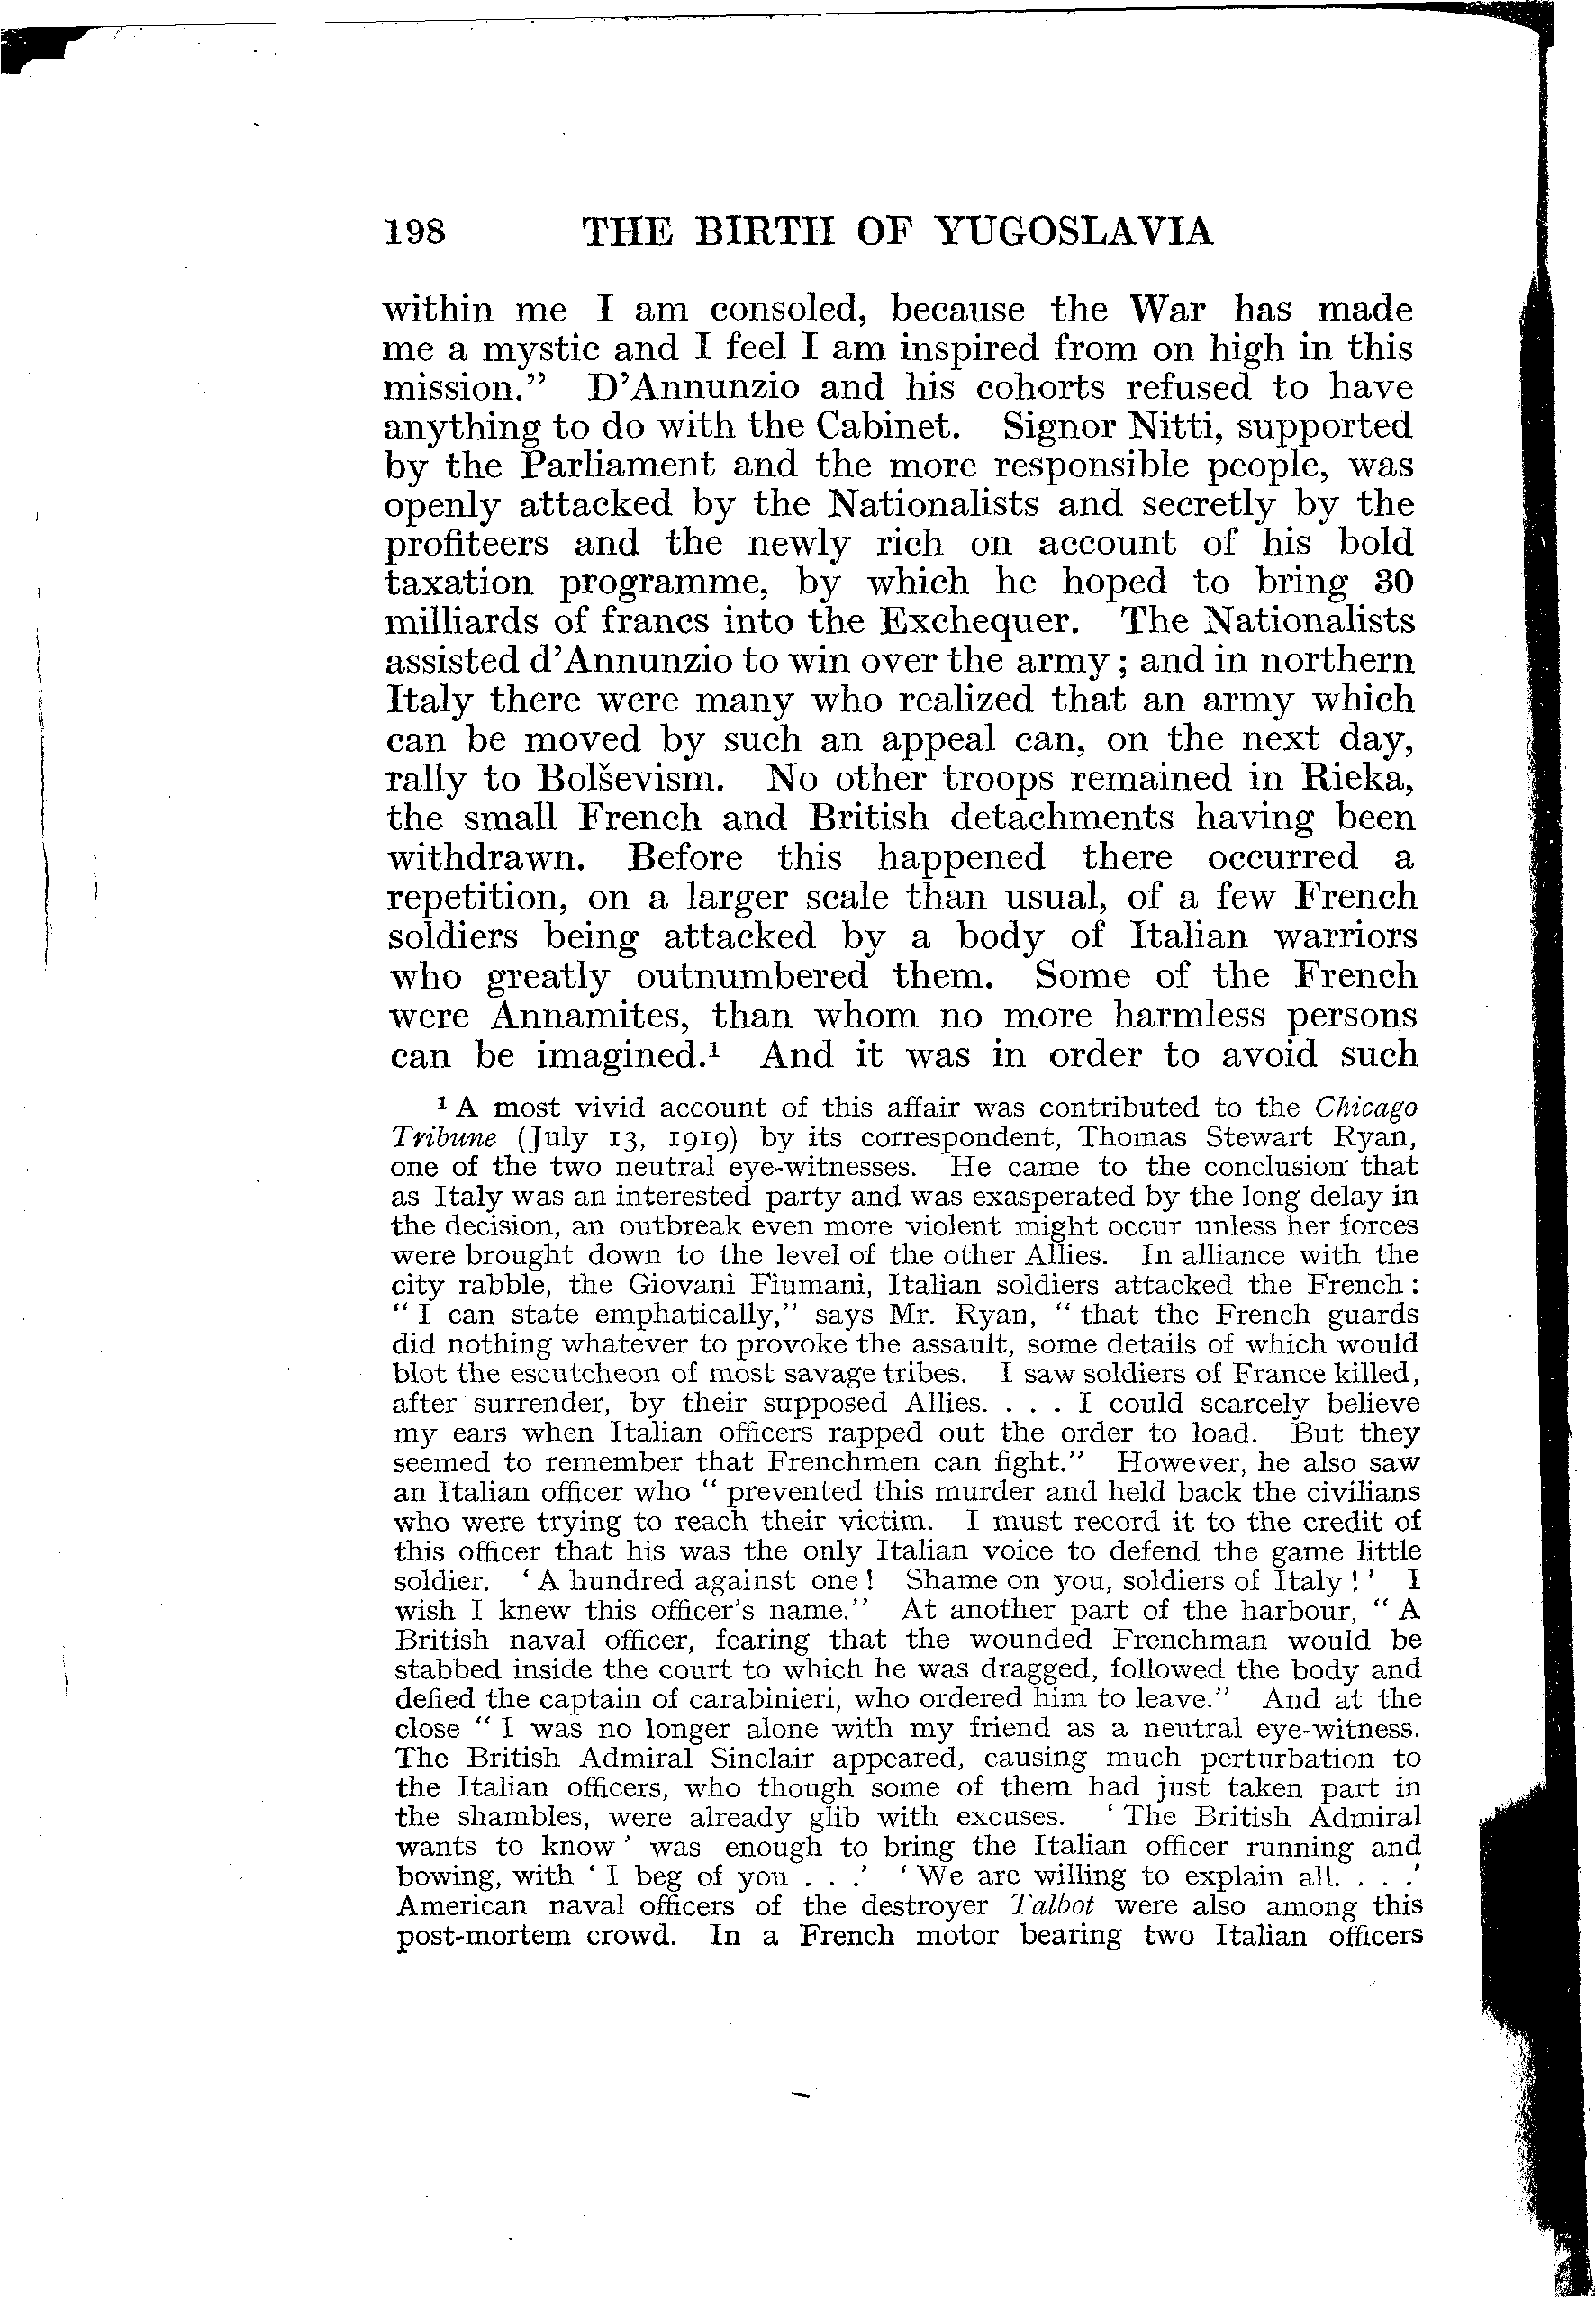 198 THE BIRTH OF YUGOSLAVIA
within me I am consoled, because the War has made
me a mystic and I feel I am inspired from on high in this
mission.” D’Annunzio and his cohorts refused to have
anything to do with the Cabinet. Signor Nitti, supported
by the Parliament and the more responsible people, was
openly attacked by the Nationalists and secretly by the
profiteers and the newly rich on account of his bold
taxation programme, by which he hoped to bring 30
milliards of francs into the Exchequer. The Nationalists
assisted d’Annunzio to win over the army; and in northern
Italy there were many who realized that an army which
can be moved by such an appeal can, on the next day,
rally to Bolševism. No other troops remained in Rieka,
the small French and British detachments having been
withdrawn. Before this happened there occurred a
repetition, on a larger scale than usual, of a few French
soldiers being attacked by a body of Italian warriors
who greatly outnumbered them. Some of the French
were Annamites, than whom no more harmless persons
can be imagined.¹ And it was in order to avoid such
¹ A most vivid account of this affair was contributed to the Chicago
Tribune (July 13, 1919) by its correspondent, Thomas Stewart Ryan,
one of the two neutral eye-witnesses. He came to the conclusion that
as Italy was an interested party and was exasperated by the long delay in
the decision, an outbreak even more violent might occur unless her forces
were brought down to the level of the other Allies. In alliance with the
city rabble, the Giovani Fiumani, Italian soldiers attacked the French:
“I can state emphatically,” says Mr. Ryan, “that the French guards
did nothing whatever to provoke the assault, some details of which would
blot the escutcheon of most savage tribes. I saw soldiers of France killed,
after surrender, by their supposed Allies. . . . I could scarcely believe
my ears when Italian officers rapped out the order to load. But they
seemed to remember that Frenchmen can fight.” However, he also saw
an Italian officer who “prevented this murder and held back the civilians
who were trying to reach their victim. I must record it to the credit of
this officer that his was the only Italian voice to defend the game little
soldier. ‘A hundred against one! Shame on you, soldiers of Italy!’ I
wish I knew this officer’s name.” At another part of the harbour, “A
British naval officer, fearing that the wounded Frenchman would be
stabbed inside the court to which he was dragged, followed the body and
defied the captain of carabinieri, who ordered him to leave.” And at the
close “I was no longer alone with my friend as a neutral eye-witness.
The British Admiral Sinclair appeared, causing much perturbation to
the Italian officers, who though some of them had just taken part in
the shambles, were already glib with excuses. ‘The British Admiral
wants to know’ was enough to bring the Italian officer running and
bowing, with ‘I beg of you . . .’ ‘We are willing to explain all. . . .’
American naval officers of the destroyer Talbot were also among this
post-mortem crowd. In a French motor bearing two Italian officers